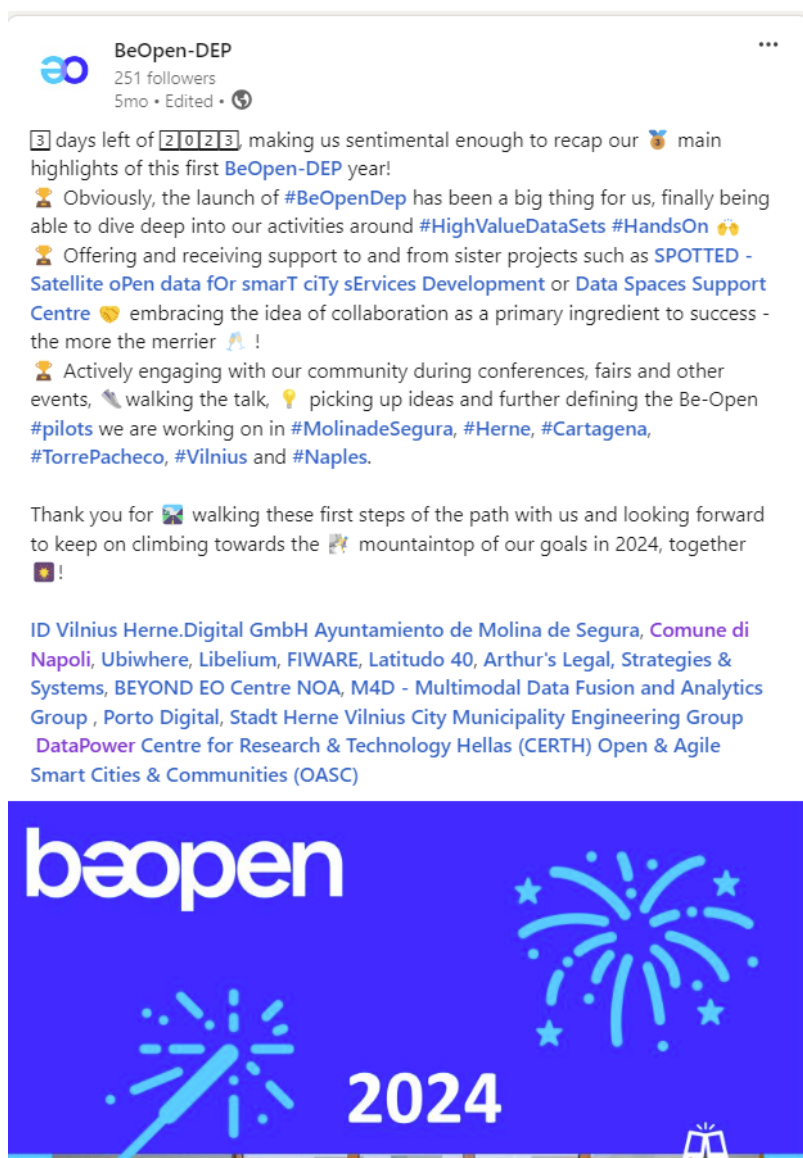 BeOpen-DEP
251 followers
5mo • Edited •
3 days left of 2023, making us sentimental enough to recap our 🥉 main
highlights of this first BeOpen-DEP year!
🏆 Obviously, the launch of #BeOpenDep has been a big thing for us, finally being
able to dive deep into our activities around #HighValueDataSets #HandsOn 🙌
🏆 Offering and receiving support to and from sister projects such as SPOTTED -
Satellite oPen data fOr smarT ciTy sErvices Development or Data Spaces Support
Centre 🤝 embracing the idea of collaboration as a primary ingredient to success -
the more the merrier 🥂 !
🏆 Actively engaging with our community during conferences, fairs and other
events, 👟walking the talk, 💡 picking up ideas and further defining the Be-Open
#pilots we are working on in #MolinadeSegura, #Herne, #Cartagena,
#TorrePacheco, #Vilnius and #Naples.
Thank you for 🛣️ walking these first steps of the path with us and looking forward
to keep on climbing towards the 🧗 mountaintop of our goals in 2024, together
🎆!
ID Vilnius Herne.Digital GmbH Ayuntamiento de Molina de Segura, Comune di
Napoli, Ubiwhere, Libelium, FIWARE, Latitudo 40, Arthur's Legal, Strategies &
Systems, BEYOND EO Centre NOA, M4D - Multimodal Data Fusion and Analytics
Group , Porto Digital, Stadt Herne Vilnius City Municipality Engineering Group
DataPower Centre for Research & Technology Hellas (CERTH) Open & Agile
Smart Cities & Communities (OASC)
beopen
2024